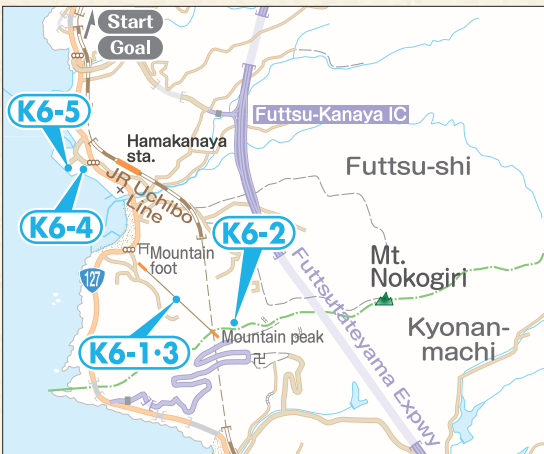 Start
Goal
K6-5
Futtsu-Kanaya IC
Hamakanaya
sta.
JR Uchibo
Line
Futtsu-shi
K6-4
K6-2
Mountain
foot
Mt.
Nokogiri
127
Futtsutateyama Expwy
Kyonan-
machi
Mountain peak
K6-1·3